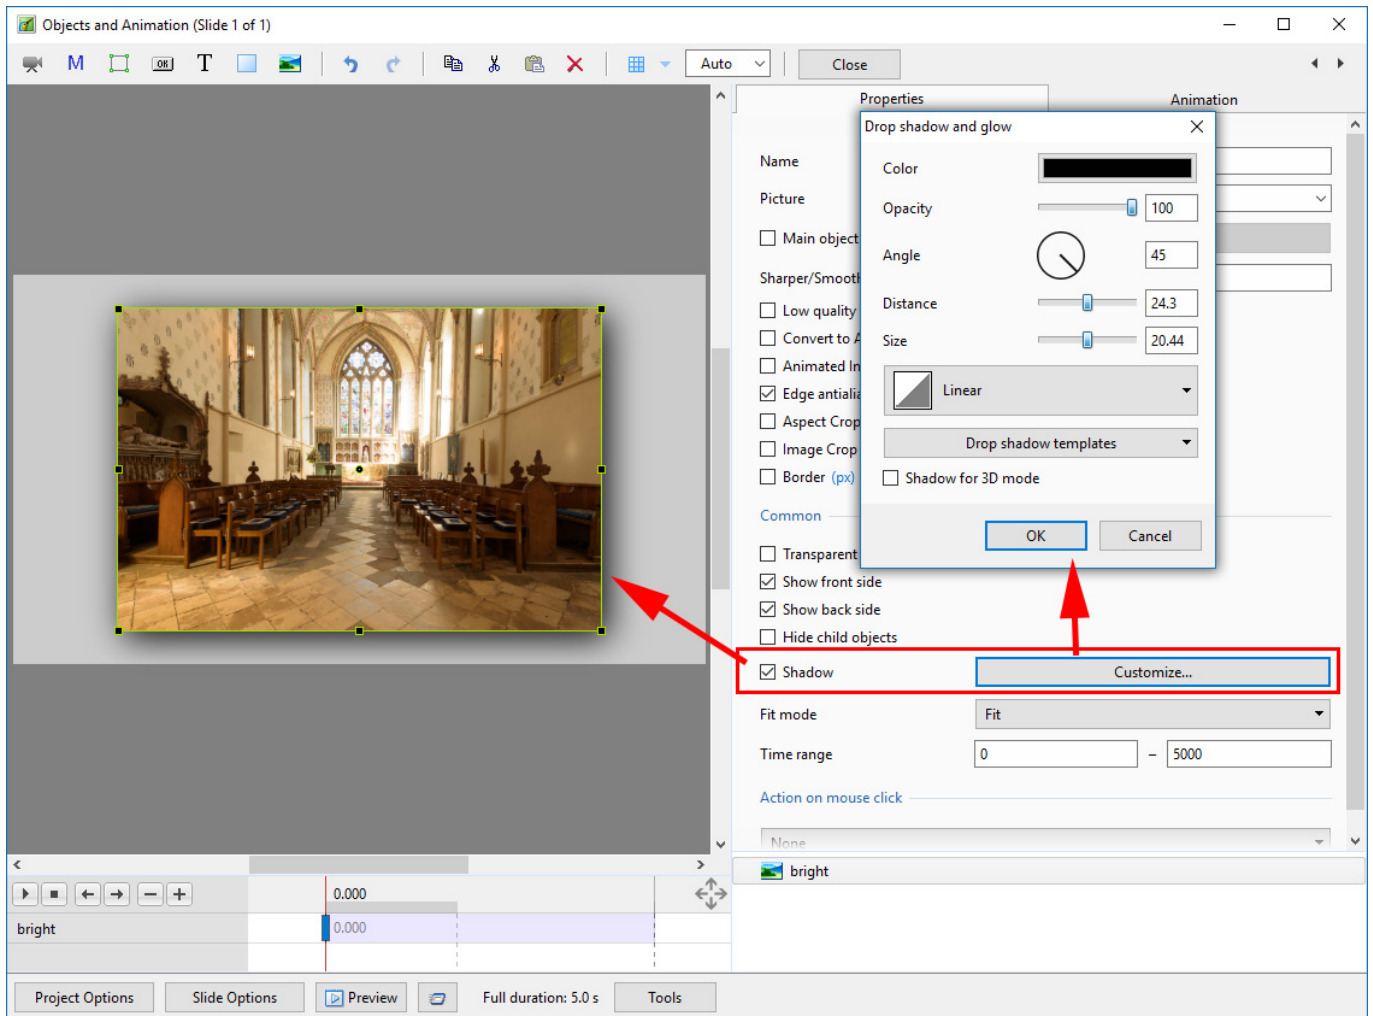 Objects and Animation (Slide 1 of 1)
M OK T Auto Close
Properties Animation
Drop shadow and glow
Name
Color
Picture
Opacity 100
Main object
Angle 45
Sharper/Smooth
Distance 24.3
Low quality
Convert to A
Size 20.44
Animated In
Edge antialia
Linear
Aspect Crop
Image Crop
Drop shadow templates
Border (px)
Shadow for 3D mode
Common
OK Cancel
Transparent
Show front side
Show back side
Hide child objects
Shadow Customize...
Fit mode Fit
Time range 0 – 5000
Action on mouse click
None
bright
0.000
bright 0.000
Project Options Slide Options Preview Full duration: 5.0 s Tools